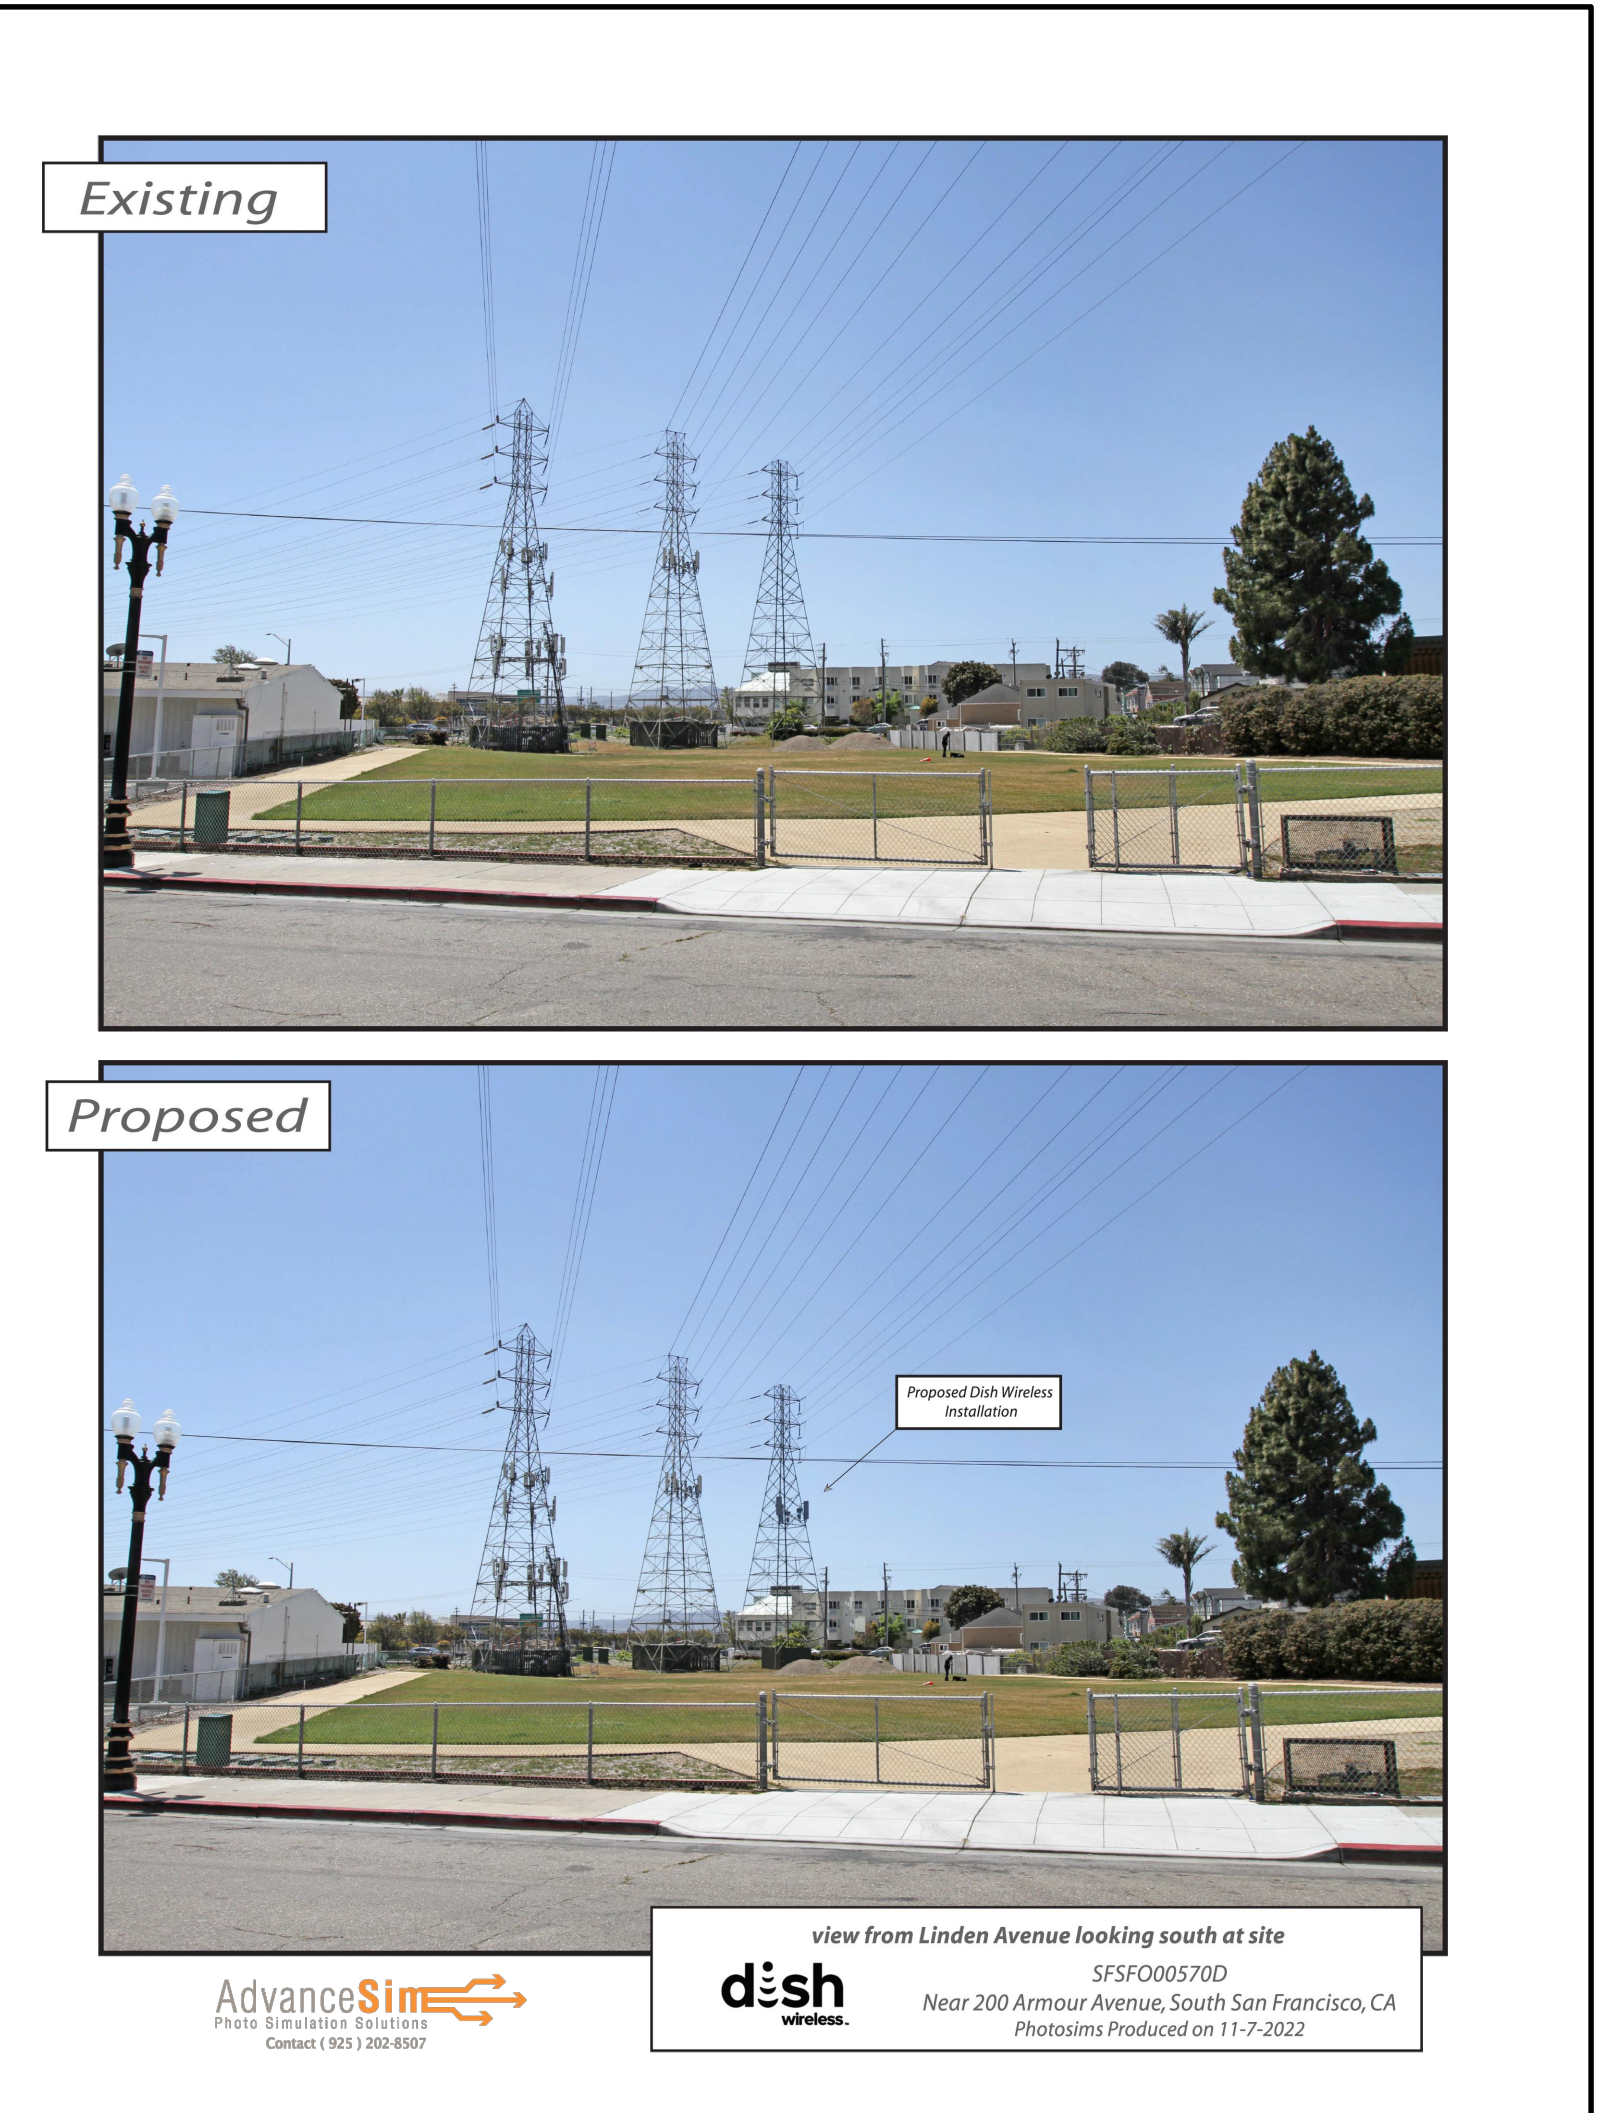 Existing
Proposed
Proposed Dish Wireless
Installation
view from Linden Avenue looking south at site
dish
wireless.
SFSFO00570D
Near 200 Armour Avenue, South San Francisco, CA
Photosims Produced on 11-7-2022
AdvanceSim
Photo Simulation Solutions
Contact ( 925 ) 202-8507